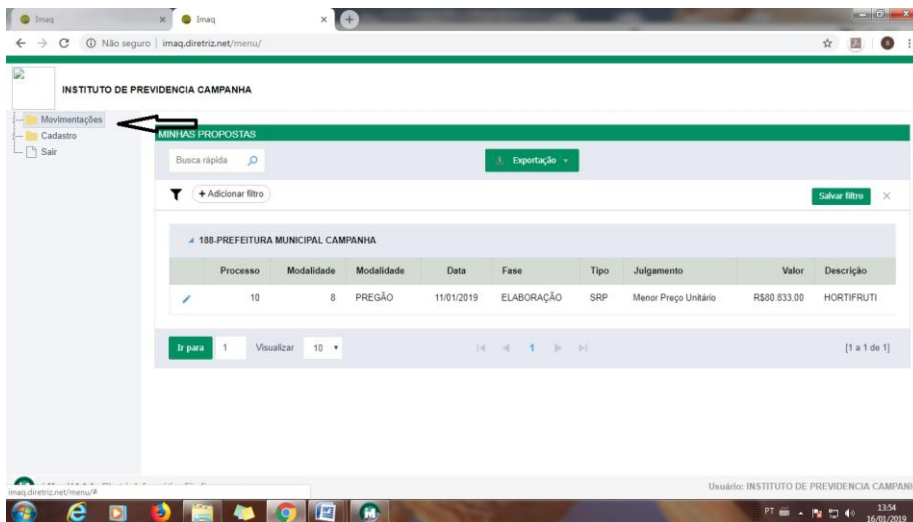 Imaq
Imaq
Não seguro | imaq.diretriz.net/menu/
INSTITUTO DE PREVIDENCIA CAMPANHA
Movimentações
Cadastro
Sair
MINHAS PROPOSTAS
Busca rápida
Exportação
+ Adicionar filtro
Salvar filtro
188-PREFEITURA MUNICIPAL CAMPANHA
Processo Modalidade Modalidade Data Fase Tipo Julgamento Valor Descrição
10 8 PREGÃO 11/01/2019 ELABORAÇÃO SRP Menor Preço Unitário R$80.833,00 HORTIFRUTI
Ir para 1 Visualizar 10 1 [1 a 1 de 1]
Usuário: INSTITUTO DE PREVIDENCIA CAMPANH
imaq.diretriz.net/menu/#
PT 13:54
16/01/2019